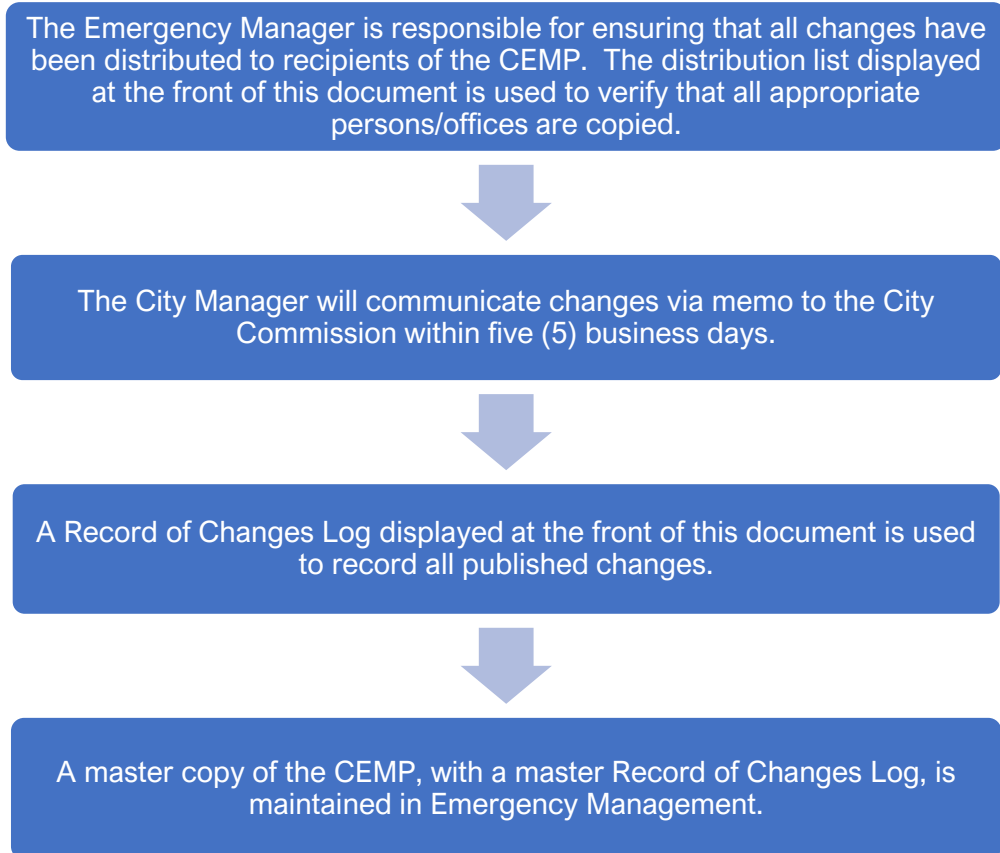 The Emergency Manager is responsible for ensuring that all changes have
been distributed to recipients of the CEMP.  The distribution list displayed
at the front of this document is used to verify that all appropriate
persons/offices are copied.
The City Manager will communicate changes via memo to the City
Commission within five (5) business days.
A Record of Changes Log displayed at the front of this document is used
to record all published changes.
A master copy of the CEMP, with a master Record of Changes Log, is
maintained in Emergency Management.